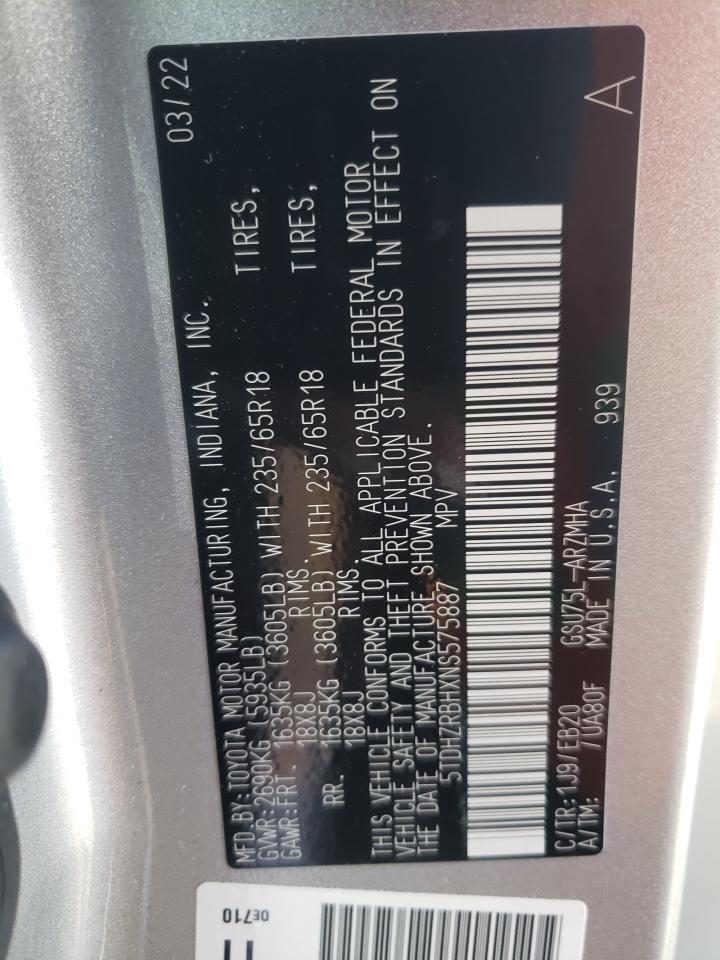 MFD.BY:TOYOTA MOTOR MANUFACTURING, INDIANA, INC. 03/22
GVWR:2690KG (5935LB)
GAWR:FRT. 1635KG (3605LB) WITH 235/65R18 TIRES,
18X8J RIMS.
RR. 1635KG (3605LB) WITH 235/65R18 TIRES,
18X8J RIMS.
THIS VEHICLE CONFORMS TO ALL APPLICABLE FEDERAL MOTOR
VEHICLE SAFETY AND THEFT PREVENTION STANDARDS IN EFFECT ON
THE DATE OF MANUFACTURE SHOWN ABOVE.
5TDHZRBHXNS575887 MPV
C/TR:1J9/EB20 GSU75L-ARZMHA
A/TM: /UA80F MADE IN U.S.A. 939 A
OE710